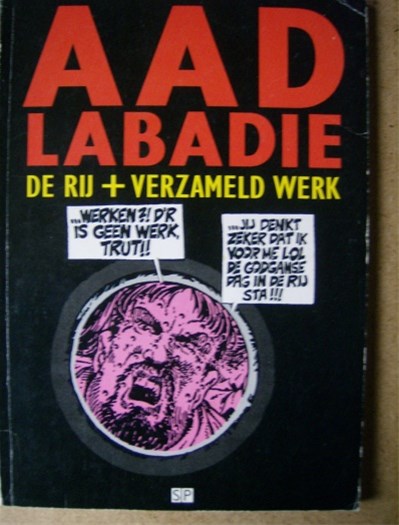 AAD
LABADIE
DE RIJ + VERZAMELD WERK
...WERKEN?! D'R
IS GEEN WERK,
TRUT!!
...JIJ DENKT
ZEKER DAT IK
VOOR ME LOL
DE GODGANSE
DAG IN DE RIJ
STA!!!
S|P